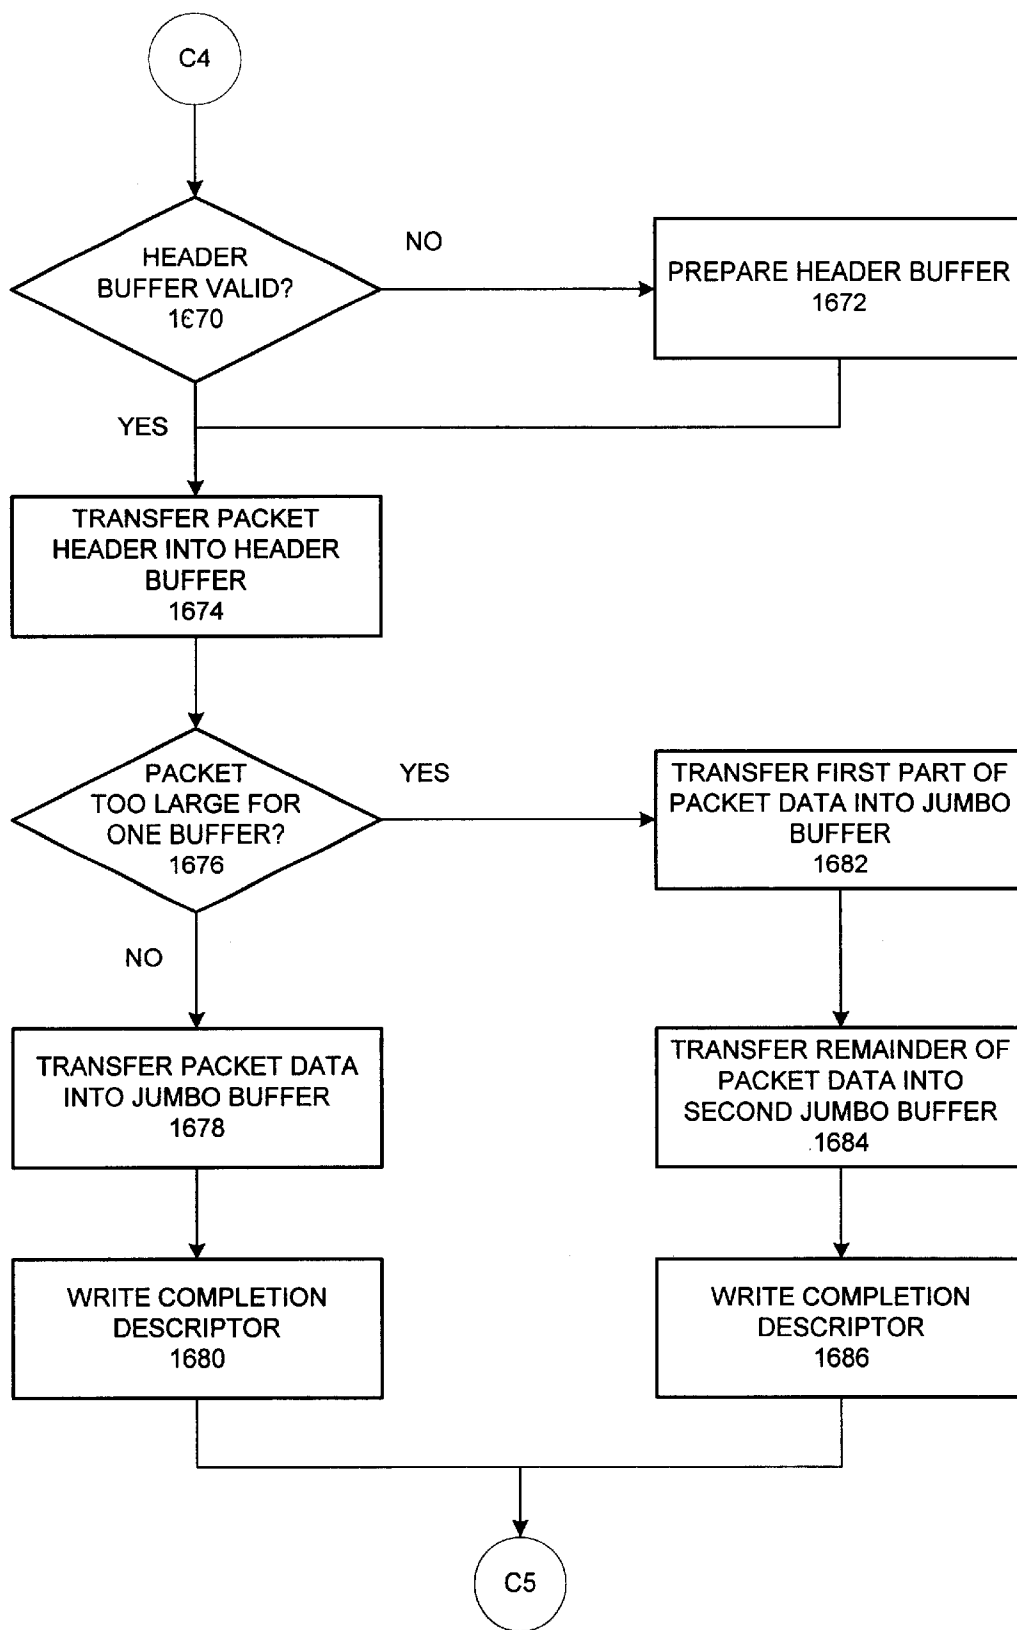 C4
HEADER
BUFFER VALID?
1670
NO
PREPARE HEADER BUFFER
1672
YES
TRANSFER PACKET
HEADER INTO HEADER
BUFFER
1674
PACKET
TOO LARGE FOR
ONE BUFFER?
1676
YES
TRANSFER FIRST PART OF
PACKET DATA INTO JUMBO
BUFFER
1682
NO
TRANSFER PACKET DATA
INTO JUMBO BUFFER
1678
TRANSFER REMAINDER OF
PACKET DATA INTO
SECOND JUMBO BUFFER
1684
WRITE COMPLETION
DESCRIPTOR
1680
WRITE COMPLETION
DESCRIPTOR
1686
C5